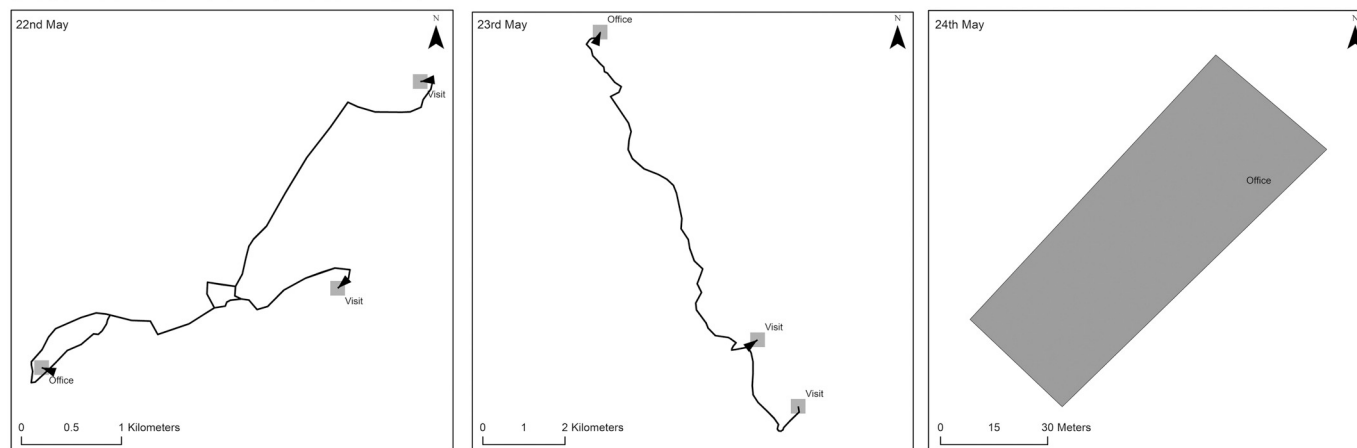 22nd May
N
Visit
Visit
Office
0 0.5 1 Kilometers
23rd May
N
Office
Visit
Visit
0 1 2 Kilometers
24th May
N
Office
0 15 30 Meters